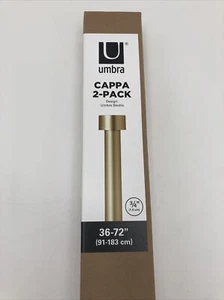 umbra
CAPPA
2-PACK
Design:
Umbra Studio
3/4"
36-72"
(91-183 cm)